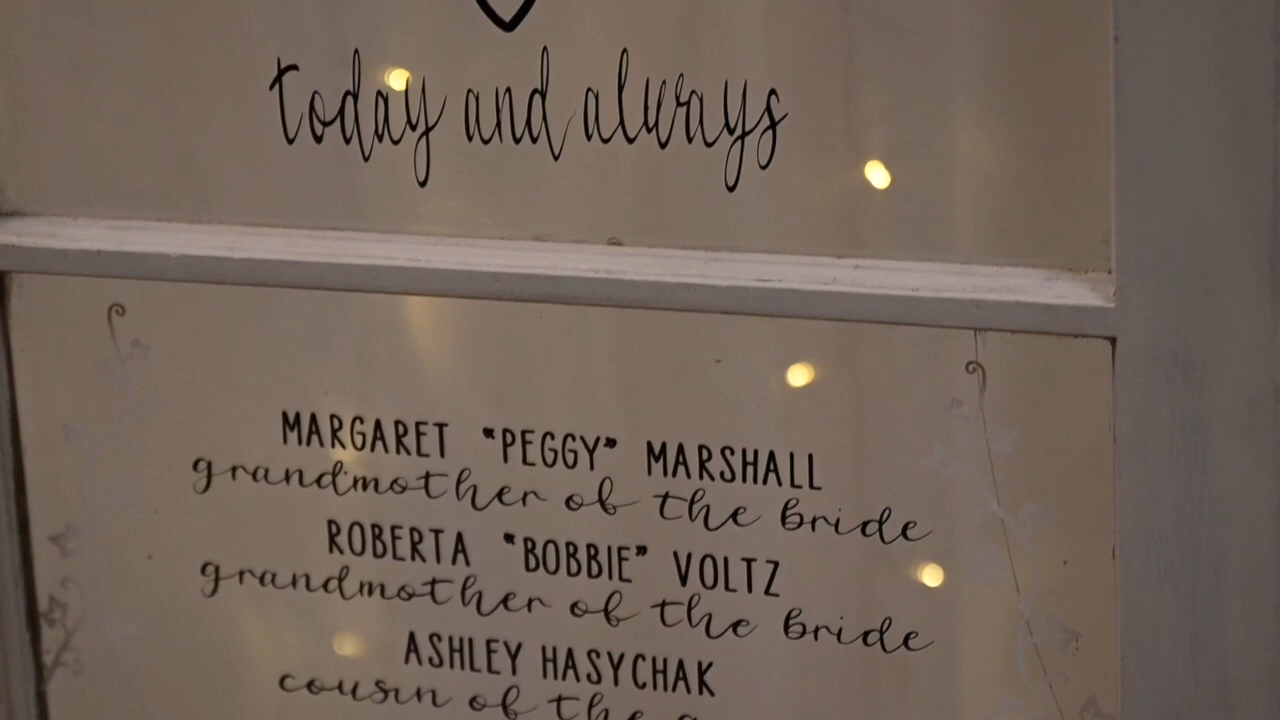 today and always
MARGARET "PEGGY" MARSHALL
grandmother of the bride
ROBERTA "BOBBIE" VOLTZ
grandmother of the bride
ASHLEY HASYCHAK
cousin of the